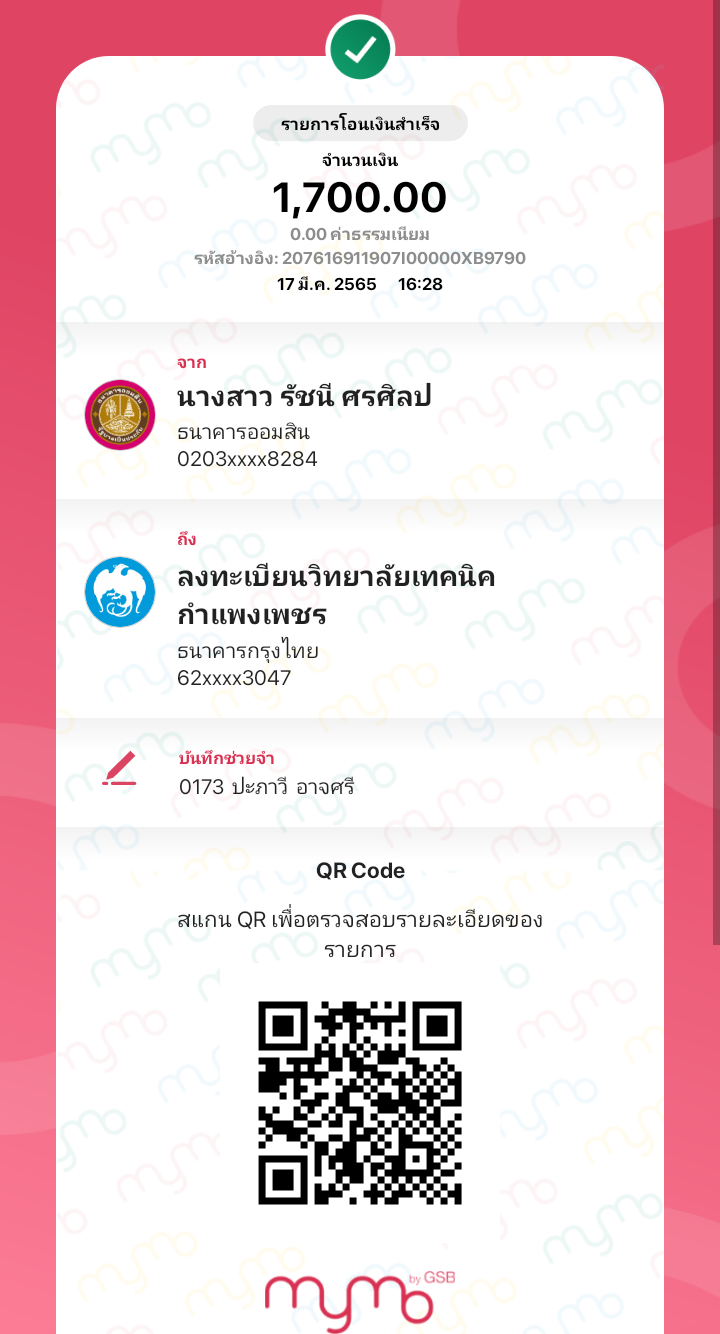 รายการโอนเงินสำเร็จ
จำนวนเงิน
1,700.00
0.00 ค่าธรรมเนียม
รหัสอ้างอิง: 207616911907I00000XB9790
17 มี.ค. 2565 16:28
จาก
นางสาว รัชนี ศรศิลป
ธนาคารออมสิน
0203xxxx8284
ถึง
ลงทะเบียนวิทยาลัยเทคนิค
กำแพงเพชร
ธนาคารกรุงไทย
62xxxx3047
บันทึกช่วยจำ
0173 ปะภาวี อาจศรี
QR Code
สแกน QR เพื่อตรวจสอบรายละเอียดของ
รายการ
mymo by GSB